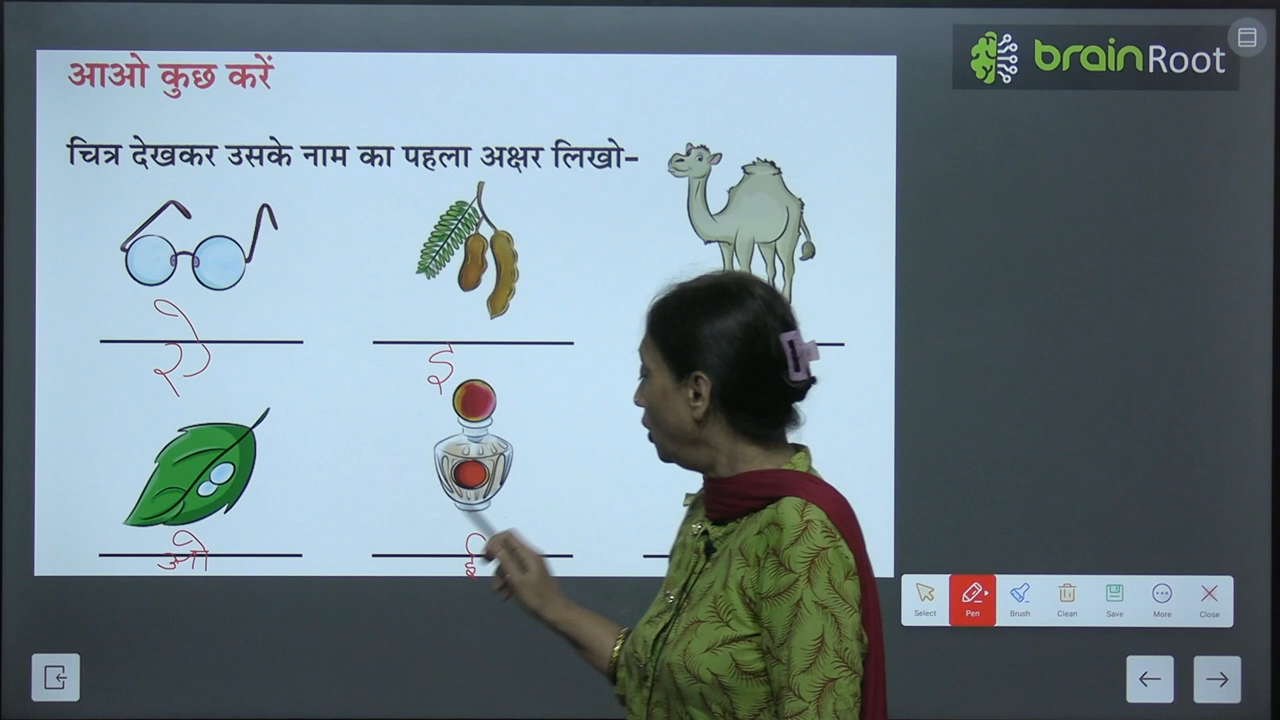 brainRoot
आओ कुछ करें
चित्र देखकर उसके नाम का पहला अक्षर लिखो-
इ
ओ
ई
Select Pen Brush Clean Save More Close